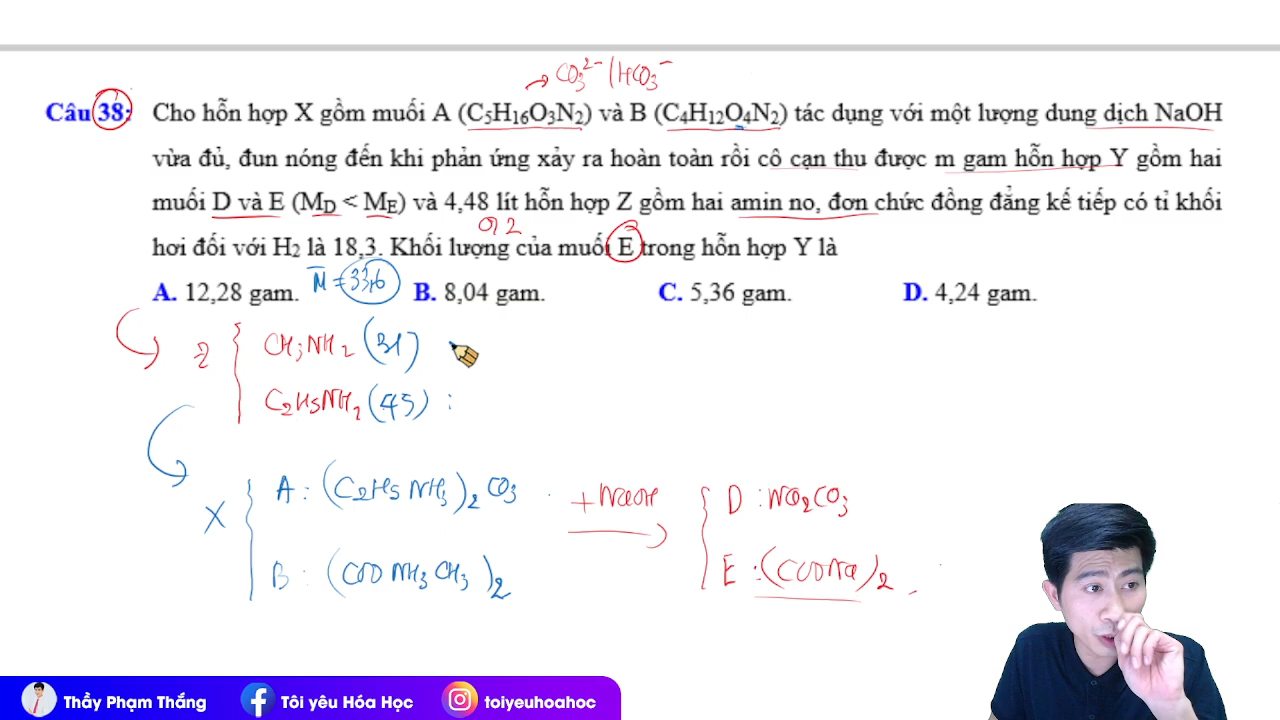 → CO₃²⁻ / HCO₃⁻
Câu 38: Cho hỗn hợp X gồm muối A (C₅H₁₆O₃N₂) và B (C₄H₁₂O₄N₂) tác dụng với một lượng dung dịch NaOH
vừa đủ, đun nóng đến khi phản ứng xảy ra hoàn toàn rồi cô cạn thu được m gam hỗn hợp Y gồm hai
muối D và E (M_D < M_E) và 4,48 lít hỗn hợp Z gồm hai amin no, đơn chức đồng đẳng kế tiếp có tỉ khối
0,2
hơi đối với H₂ là 18,3. Khối lượng của muối E trong hỗn hợp Y là
M̅ = 33,6
A. 12,28 gam. B. 8,04 gam. C. 5,36 gam. D. 4,24 gam.
Z { CH₃NH₂ (31)
C₂H₅NH₂ (45) :
X { A : (C₂H₅NH₃)₂CO₃ + NaOH → { D : Na₂CO₃
B : (COONH₃CH₃)₂ E : (COONa)₂
Thầy Phạm Thắng Tôi yêu Hóa Học toiyeuhoahoc